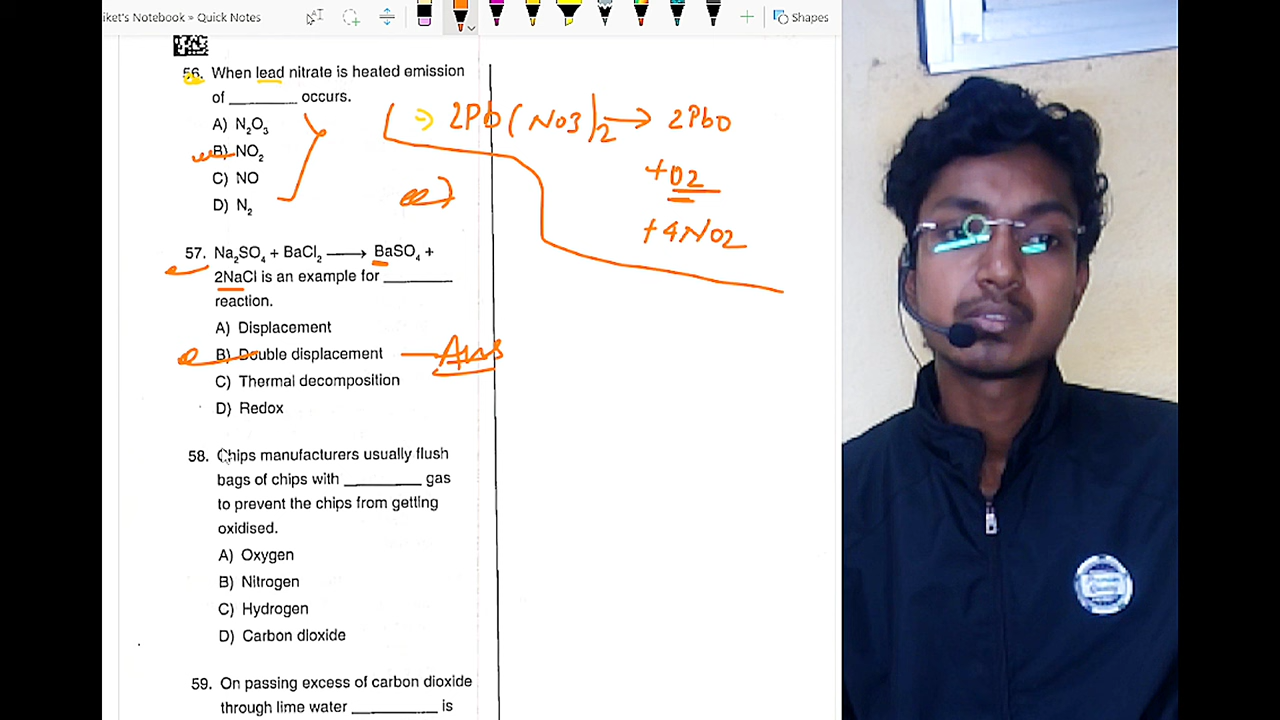 iket's Notebook » Quick Notes
Shapes
56. When lead nitrate is heated emission
of ________ occurs.
A) N₂O₃
B) NO₂
C) NO
D) N₂
2Pb(NO3)2 → 2PbO
+O2
+4NO2
57. Na₂SO₄ + BaCl₂ ⟶ BaSO₄ +
2NaCl is an example for ________
reaction.
A) Displacement
B) Double displacement
Ans
C) Thermal decomposition
D) Redox
58. Chips manufacturers usually flush
bags of chips with ________ gas
to prevent the chips from getting
oxidised.
A) Oxygen
B) Nitrogen
C) Hydrogen
D) Carbon dioxide
59. On passing excess of carbon dioxide
through lime water ________ is